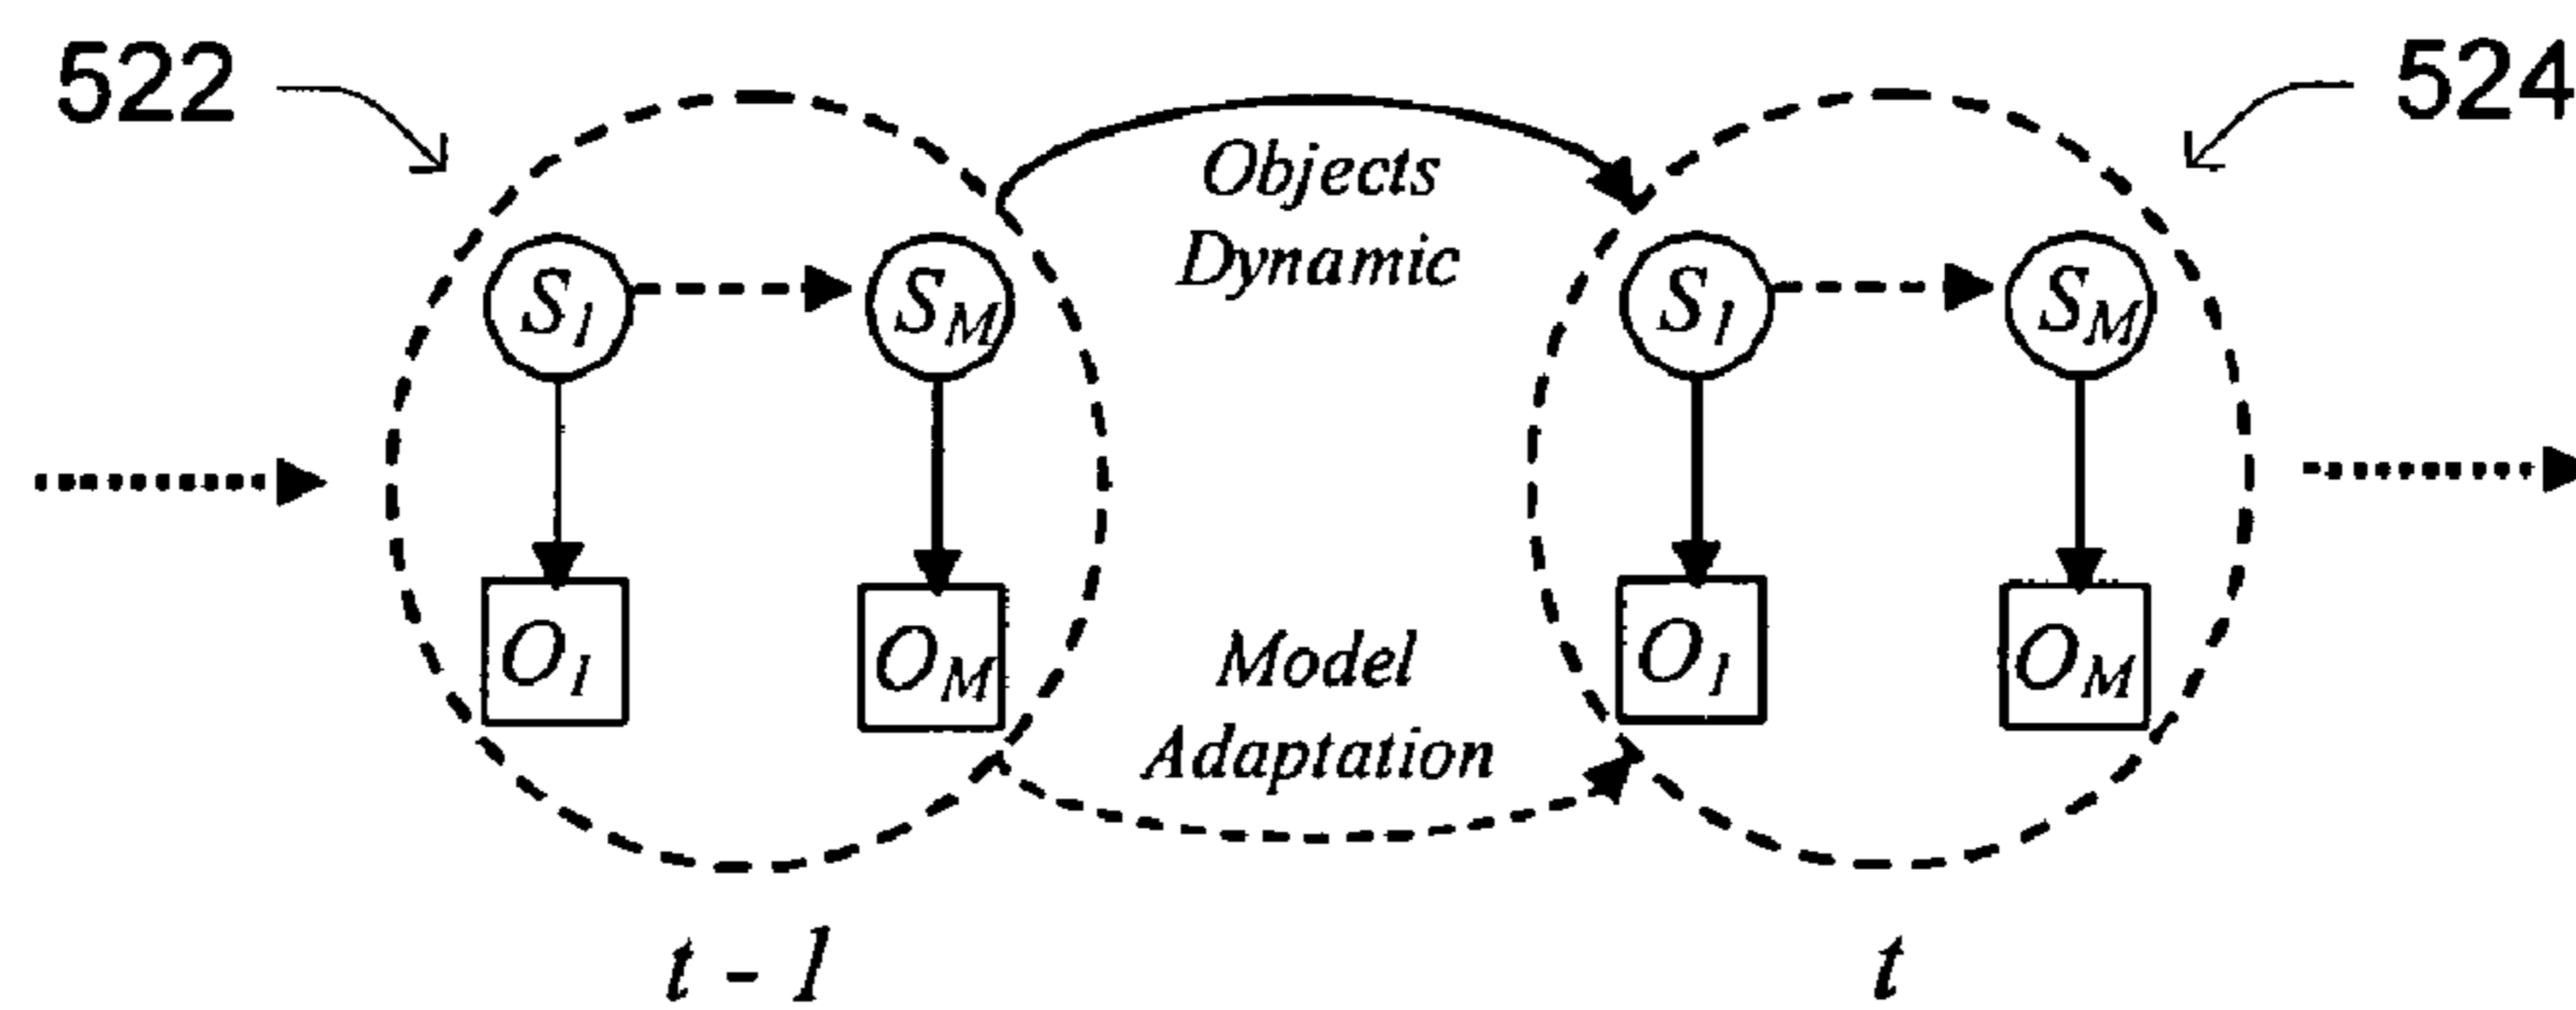 522
524
Objects
Dynamic
S1
SM
S1
SM
O1
OM
O1
OM
Model
Adaptation
t - 1
t